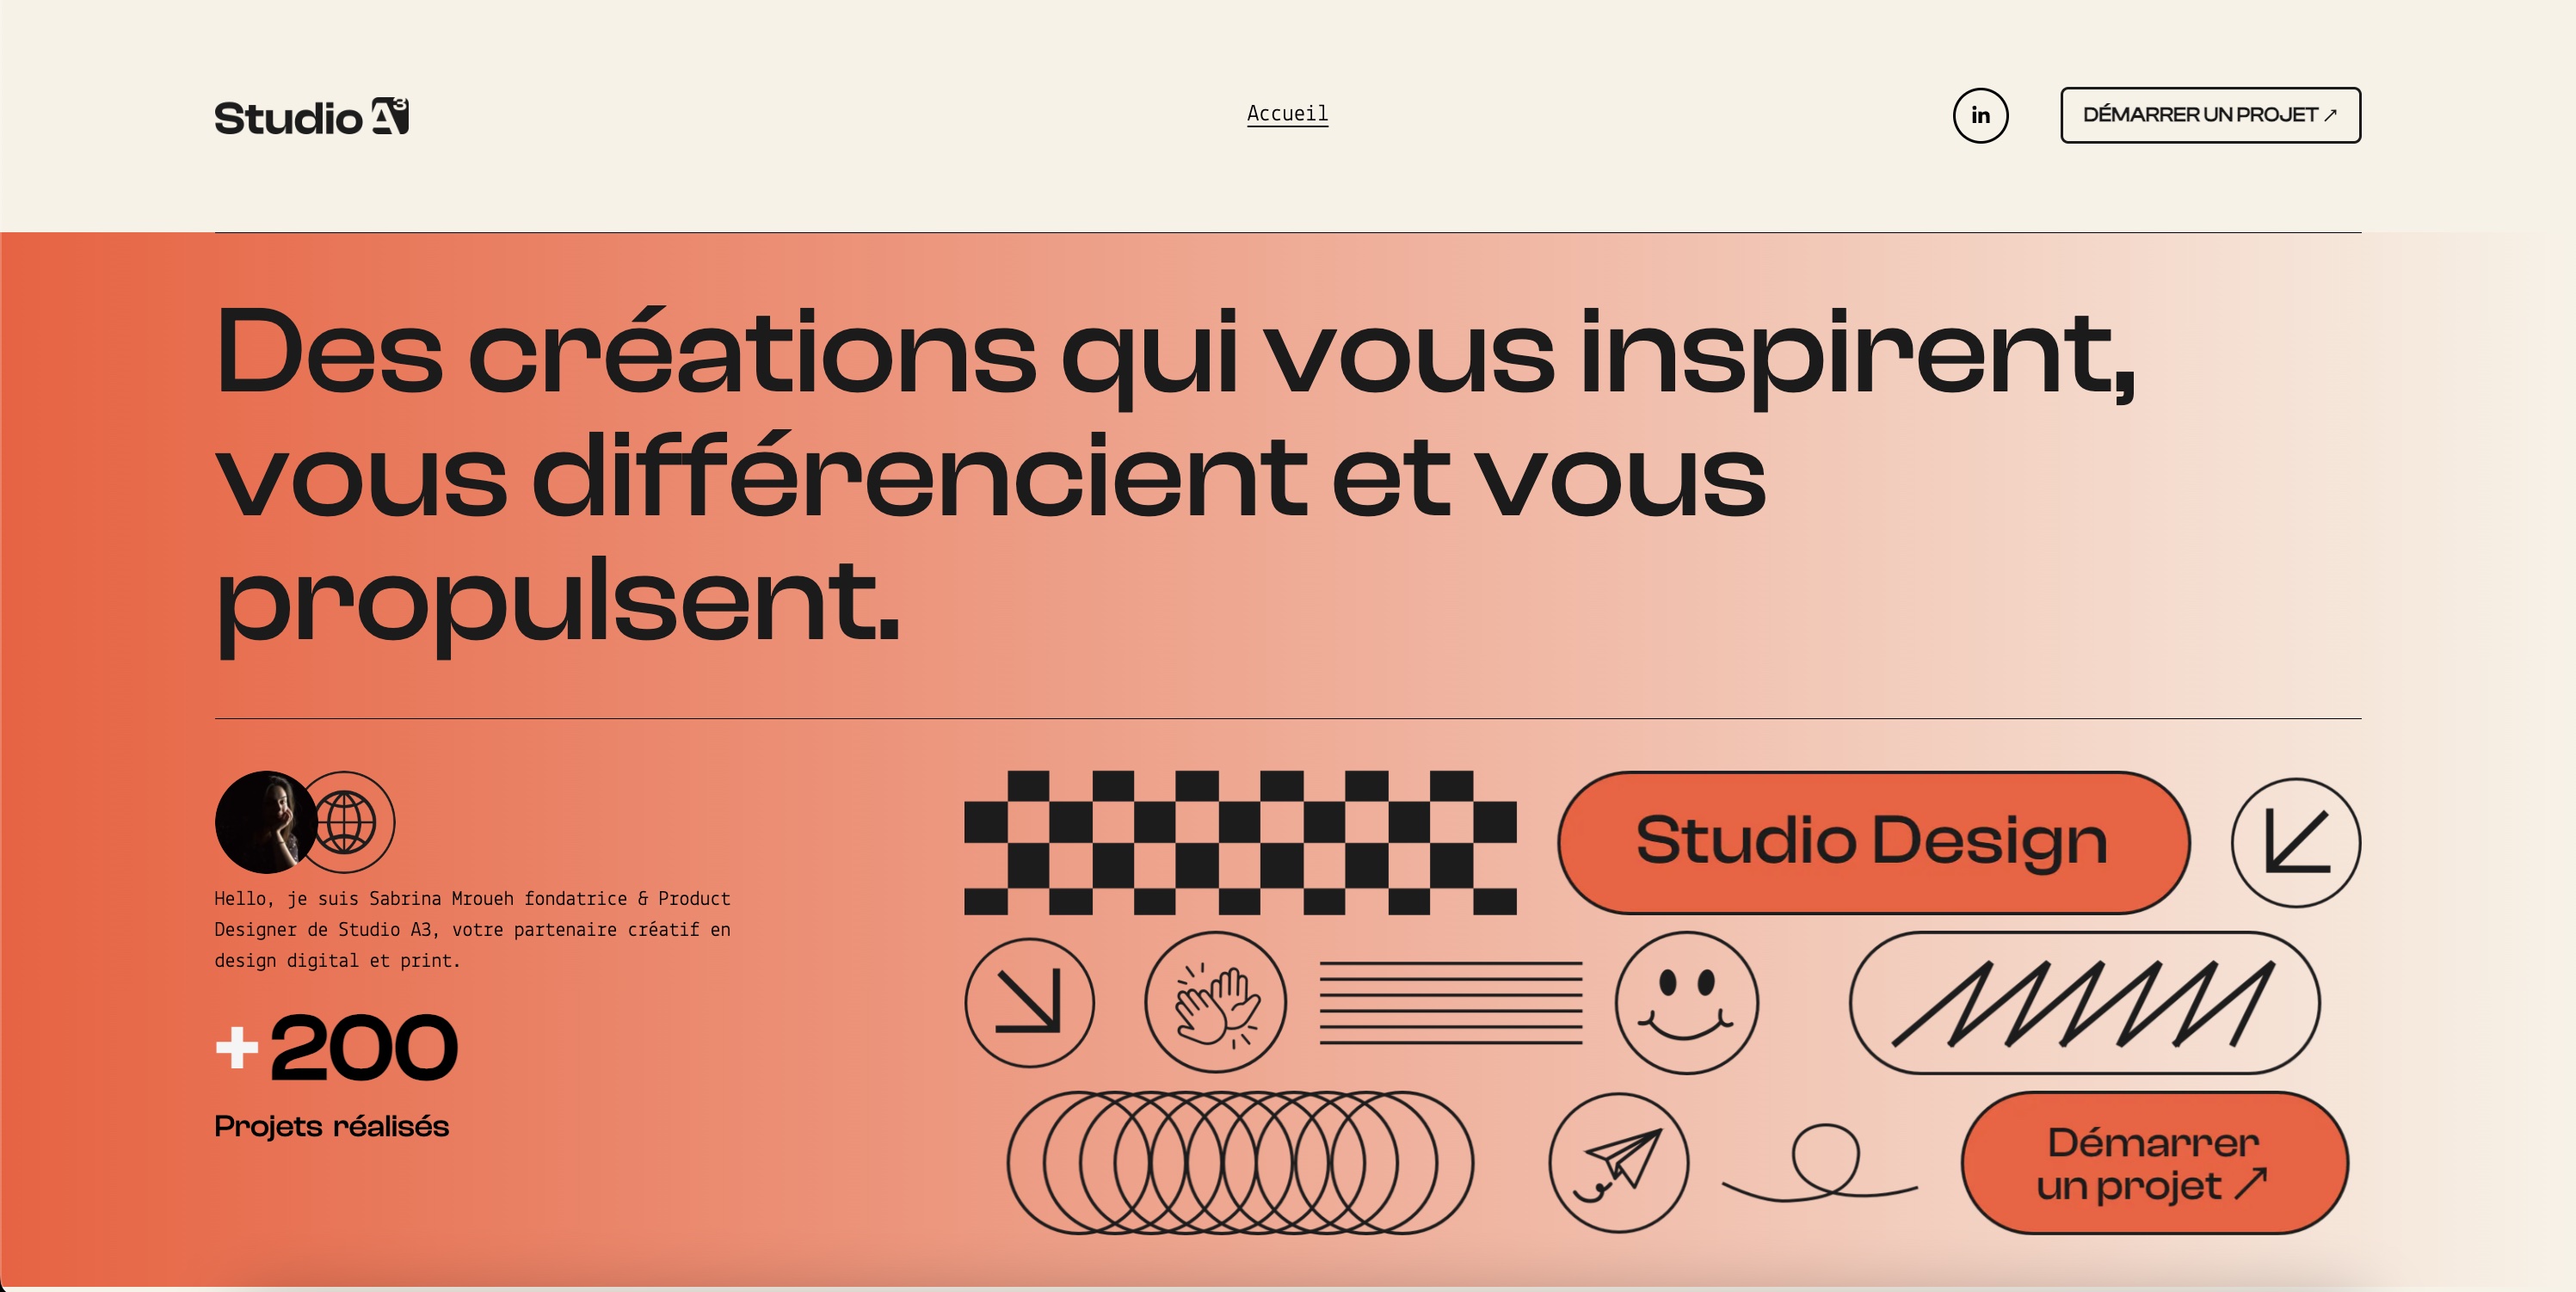 Studio A3
Accueil
in
DÉMARRER UN PROJET ↗
Des créations qui vous inspirent,
vous différencient et vous
propulsent.
Hello, je suis Sabrina Mroueh fondatrice & Product
Designer de Studio A3, votre partenaire créatif en
design digital et print.
+200
Projets réalisés
Studio Design
Démarrer
un projet ↗